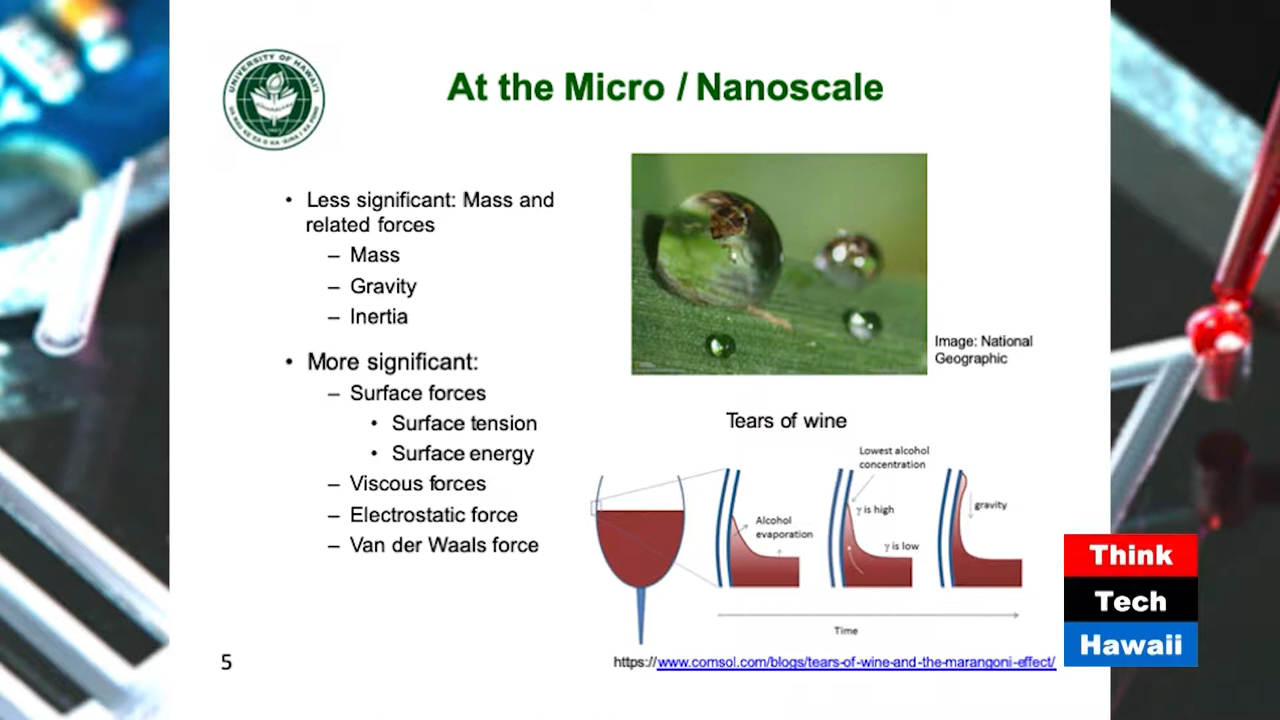 UNIVERSITY OF HAWAI'I
At the Micro / Nanoscale
• Less significant: Mass and
related forces
– Mass
– Gravity
– Inertia
• More significant:
– Surface forces
• Surface tension
• Surface energy
– Viscous forces
– Electrostatic force
– Van der Waals force
Image: National
Geographic
Tears of wine
Alcohol
evaporation
Lowest alcohol
concentration
γ is high
γ is low
gravity
Time
https://www.comsol.com/blogs/tears-of-wine-and-the-marangoni-effect/
5
Think
Tech
Hawaii